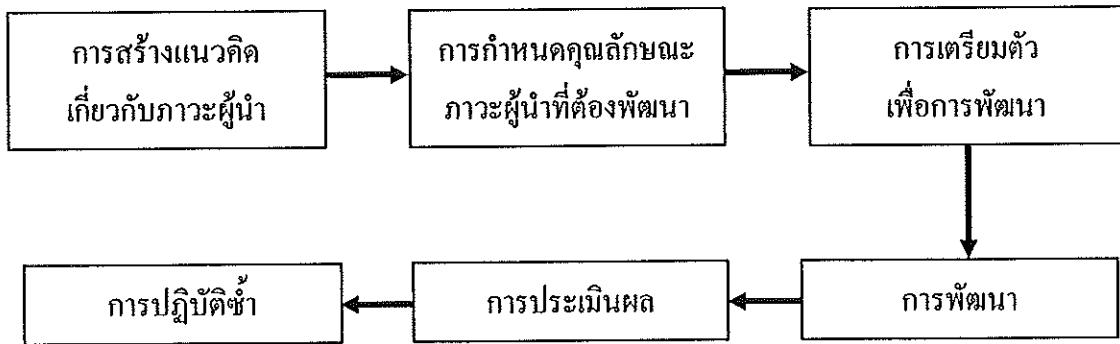 การสร้างแนวคิด
เกี่ยวกับภาวะผู้นำ
การกำหนดคุณลักษณะ
ภาวะผู้นำที่ต้องพัฒนา
การเตรียมตัว
เพื่อการพัฒนา
การปฏิบัติซ้ำ
การประเมินผล
การพัฒนา